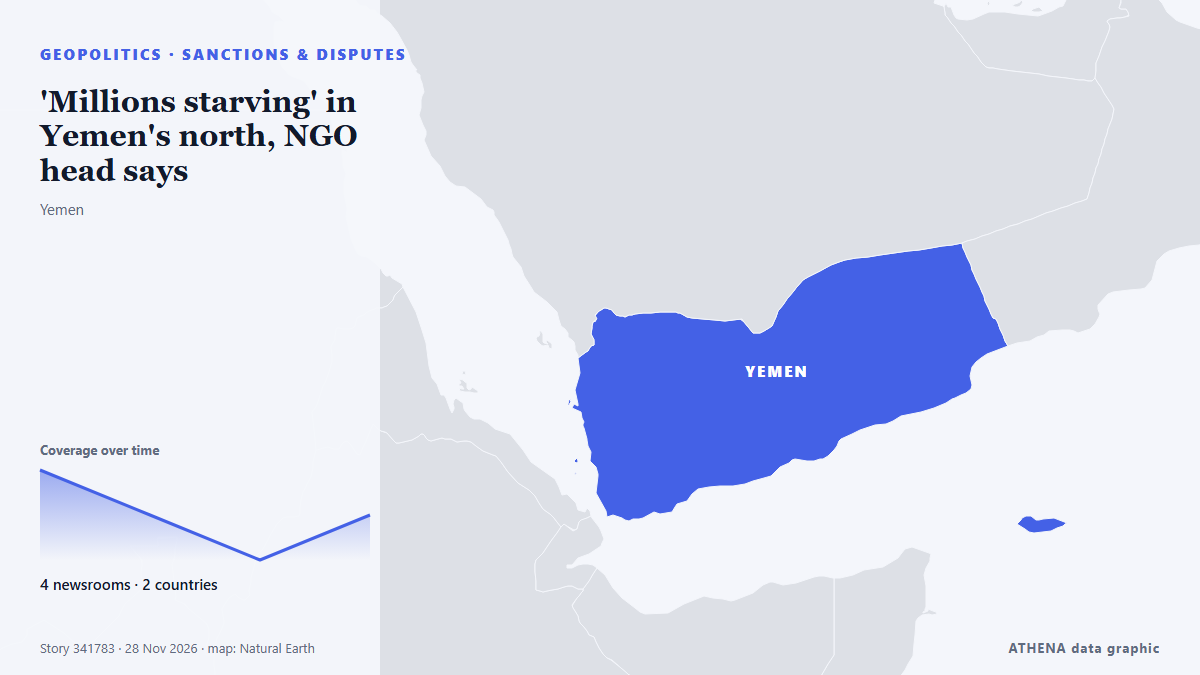 GEOPOLITICS · SANCTIONS & DISPUTES
'Millions starving' in
Yemen's north, NGO
head says
Yemen
YEMEN
Coverage over time
4 newsrooms · 2 countries
Story 341783 · 28 Nov 2026 · map: Natural Earth
ATHENA data graphic